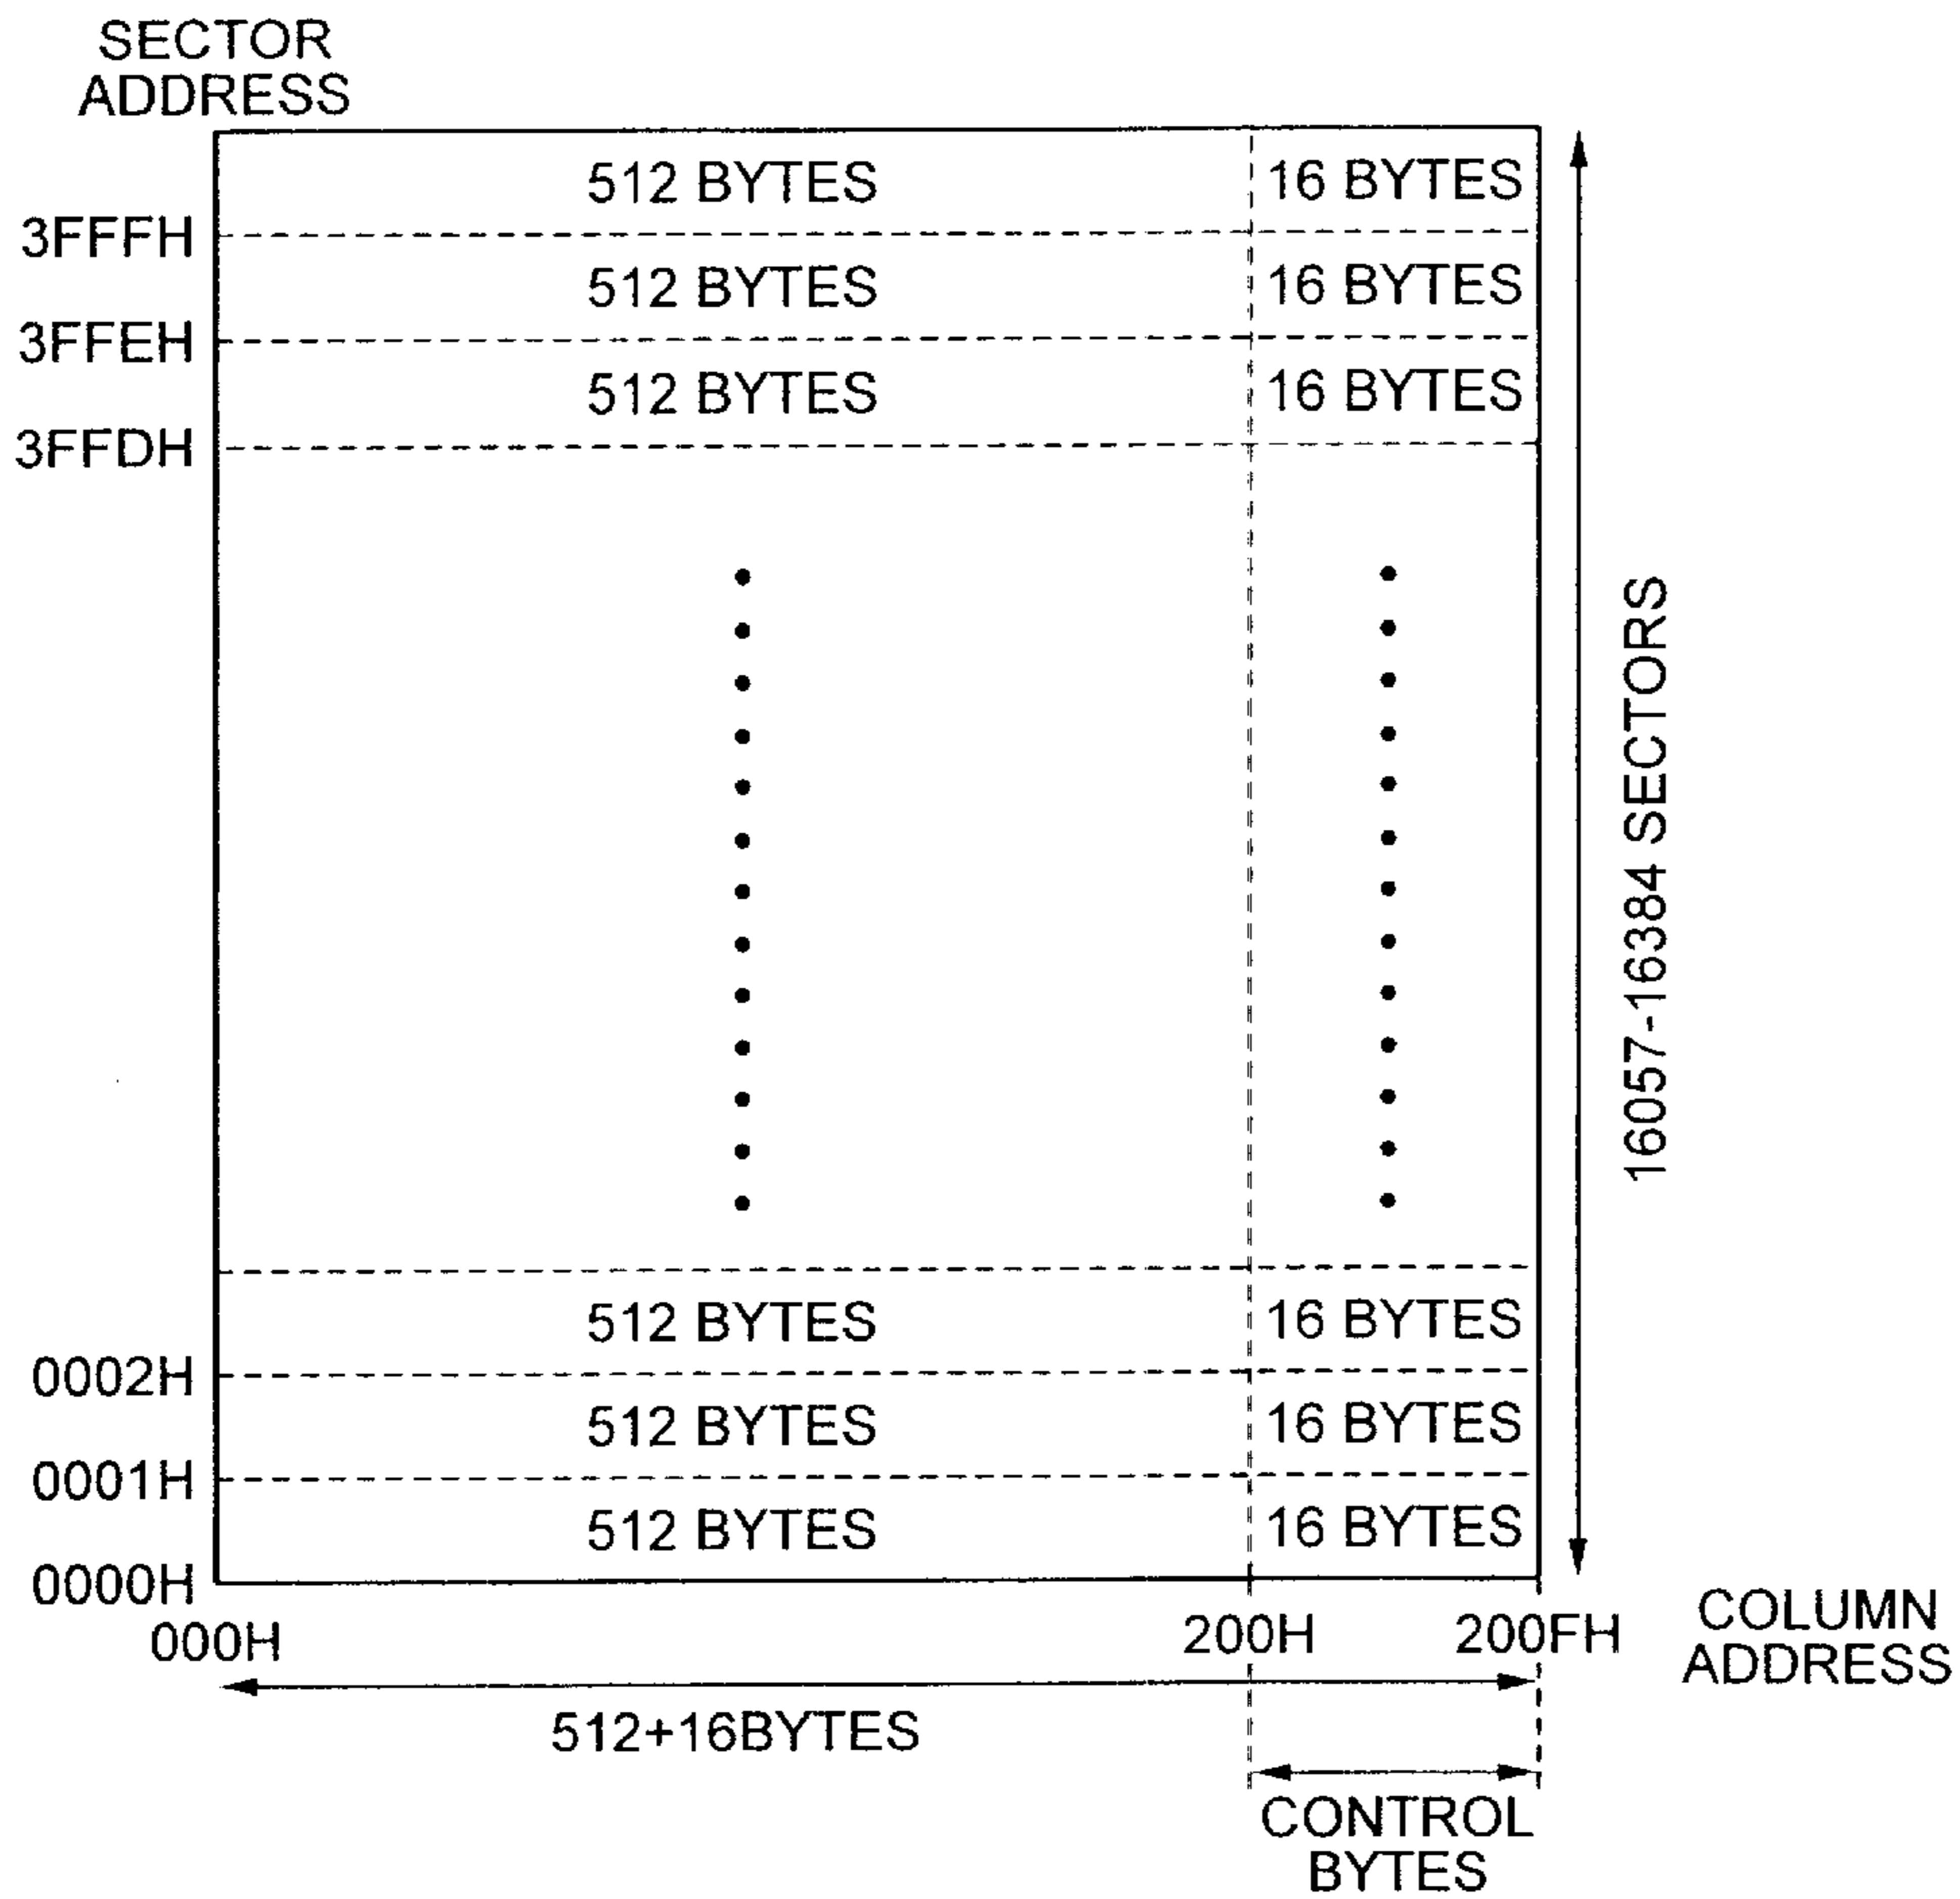 SECTOR
ADDRESS
512 BYTES 16 BYTES
3FFFH
512 BYTES 16 BYTES
3FFEH
512 BYTES 16 BYTES
3FFDH
16057-16384 SECTORS
512 BYTES 16 BYTES
0002H
512 BYTES 16 BYTES
0001H
512 BYTES 16 BYTES
0000H
000H 200H 200FH
COLUMN
ADDRESS
512+16BYTES
CONTROL
BYTES